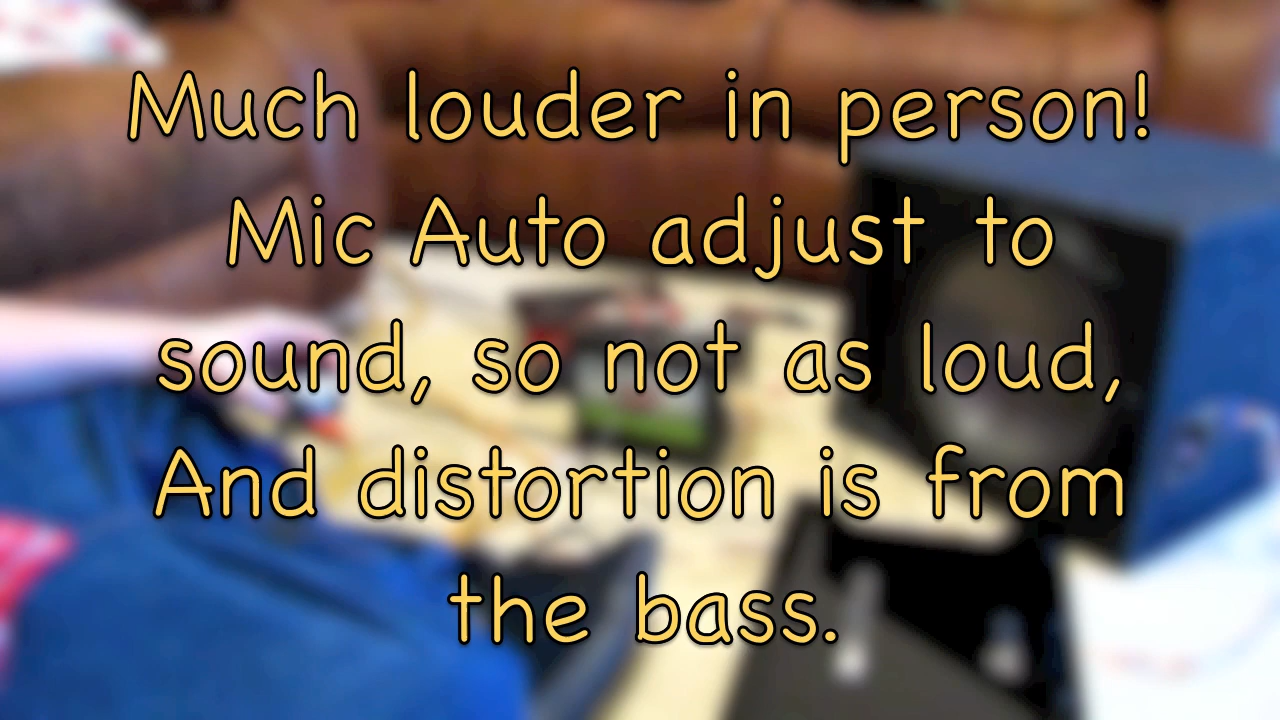 Much louder in person!
Mic Auto adjust to
sound, so not as loud,
And distortion is from
the bass.